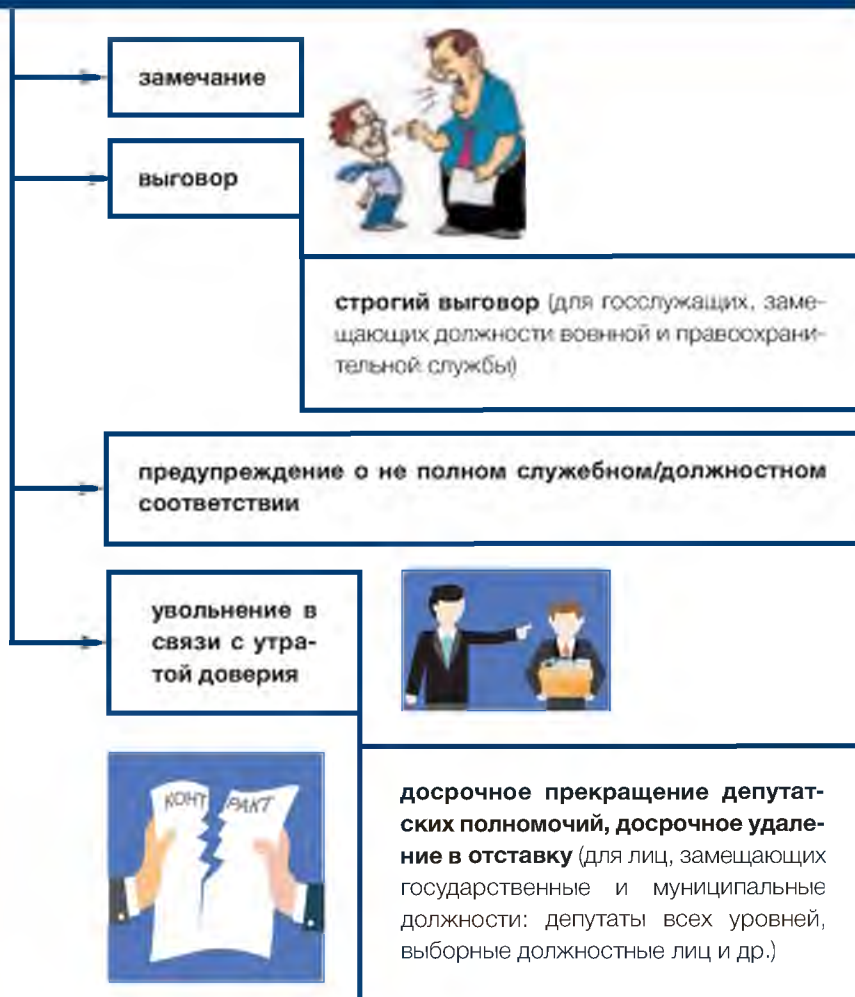 замечание
выговор
строгий выговор (для госслужащих, заме-
щающих должности военной и правоохрани-
тельной службы)
предупреждение о не полном служебном/должностном
соответствии
увольнение в
связи с утра-
той доверия
КОНТ РАКТ
досрочное прекращение депутат-
ских полномочий, досрочное удале-
ние в отставку (для лиц, замещающих
государственные и муниципальные
должности: депутаты всех уровней,
выборные должностные лиц и др.)